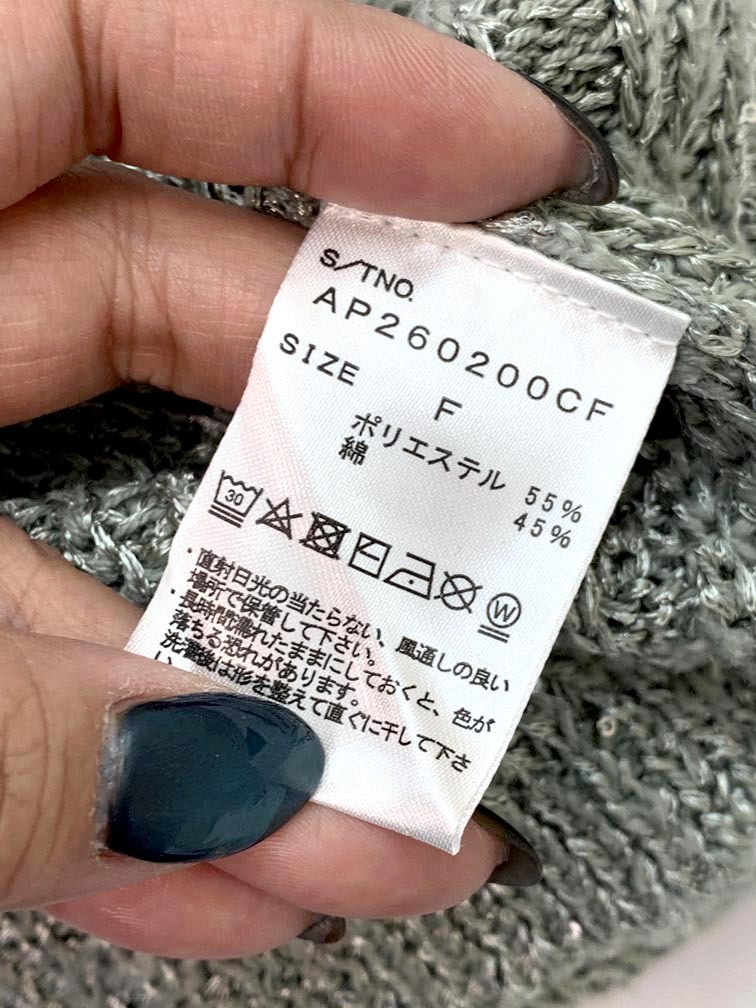 S/TNO.
AP260200CF
SIZE F
ポリエステル 55%
綿 45%
30
W
・直射日光の当たらない、風通しの良い
場所で保管して下さい。
・長時間濡れたままにしておくと、色が
落ちる恐れがあります。
洗濯後は形を整えて直ぐに干して下さ
い